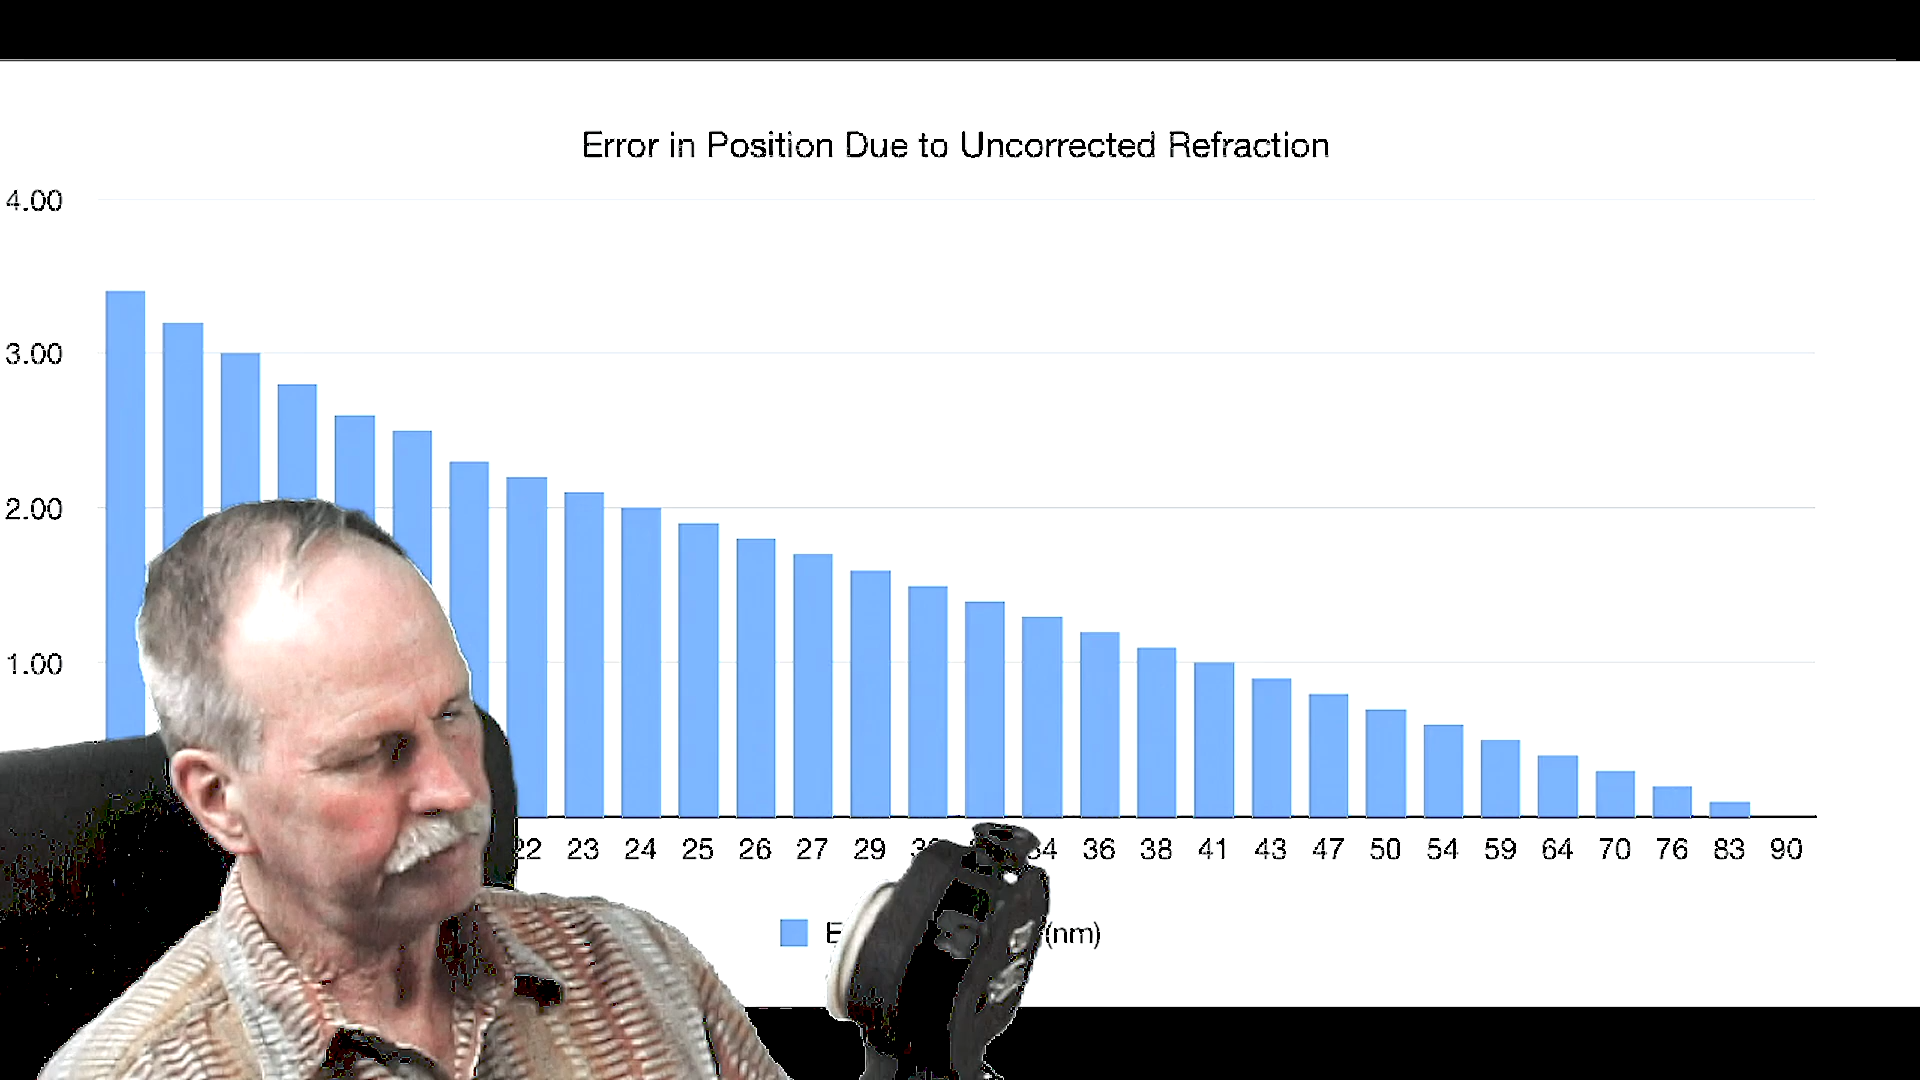 Error in Position Due to Uncorrected Refraction
4.00
3.00
2.00
1.00
22 23 24 25 26 27 29 34 36 38 41 43 47 50 54 59 64 70 76 83 90
(nm)